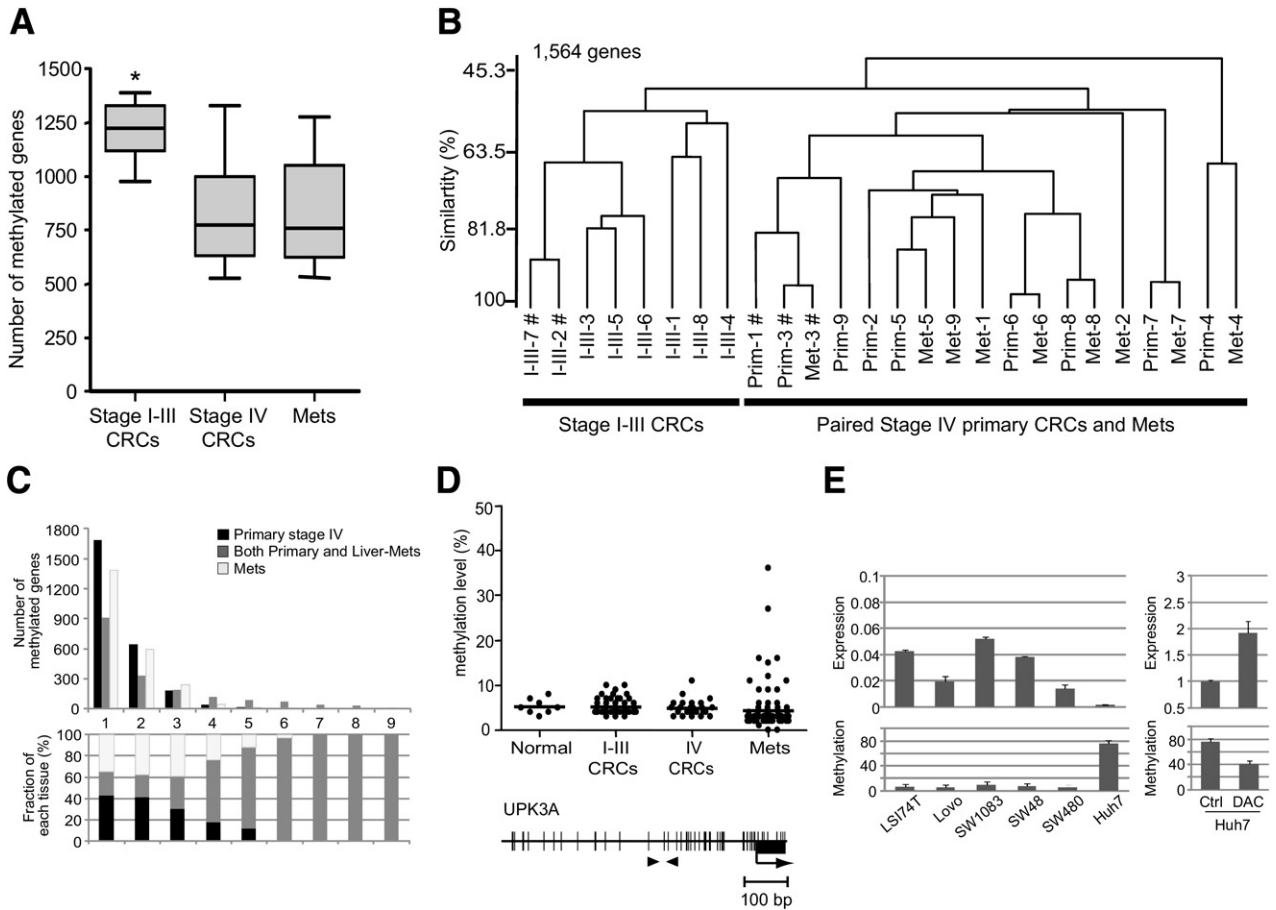 A
Number of methylated genes
1500
1250
1000
750
500
250
0
*
Stage I-III CRCs
Stage IV CRCs
Mets
B
1,564 genes
Similartity (%)
45.3
63.5
81.8
100
I-III-7 #
I-III-2 #
I-III-3
I-III-5
I-III-6
I-III-1
I-III-8
I-III-4
Prim-1 #
Prim-3 #
Met-3 #
Prim-9
Prim-2
Prim-5
Met-5
Met-9
Met-1
Prim-6
Met-6
Prim-8
Met-8
Met-2
Prim-7
Met-7
Prim-4
Met-4
Stage I-III CRCs
Paired Stage IV primary CRCs and Mets
C
Number of methylated genes
1800
1500
1200
900
600
300
0
Primary stage IV
Both Primary and Liver-Mets
Mets
1 2 3 4 5 6 7 8 9
Fraction of each tissue (%)
100
80
60
40
20
0
D
methylation level (%)
50
40
30
20
10
0
Normal
I-III CRCs
IV CRCs
Mets
UPK3A
100 bp
E
Expression
0.1
0.08
0.06
0.04
0.02
0
Methylation
80
40
0
LSI74T
Lovo
SW1083
SW48
SW480
Huh7
Expression
3
2.5
2
1.5
1
0.5
Methylation
80
40
0
Ctrl DAC
Huh7